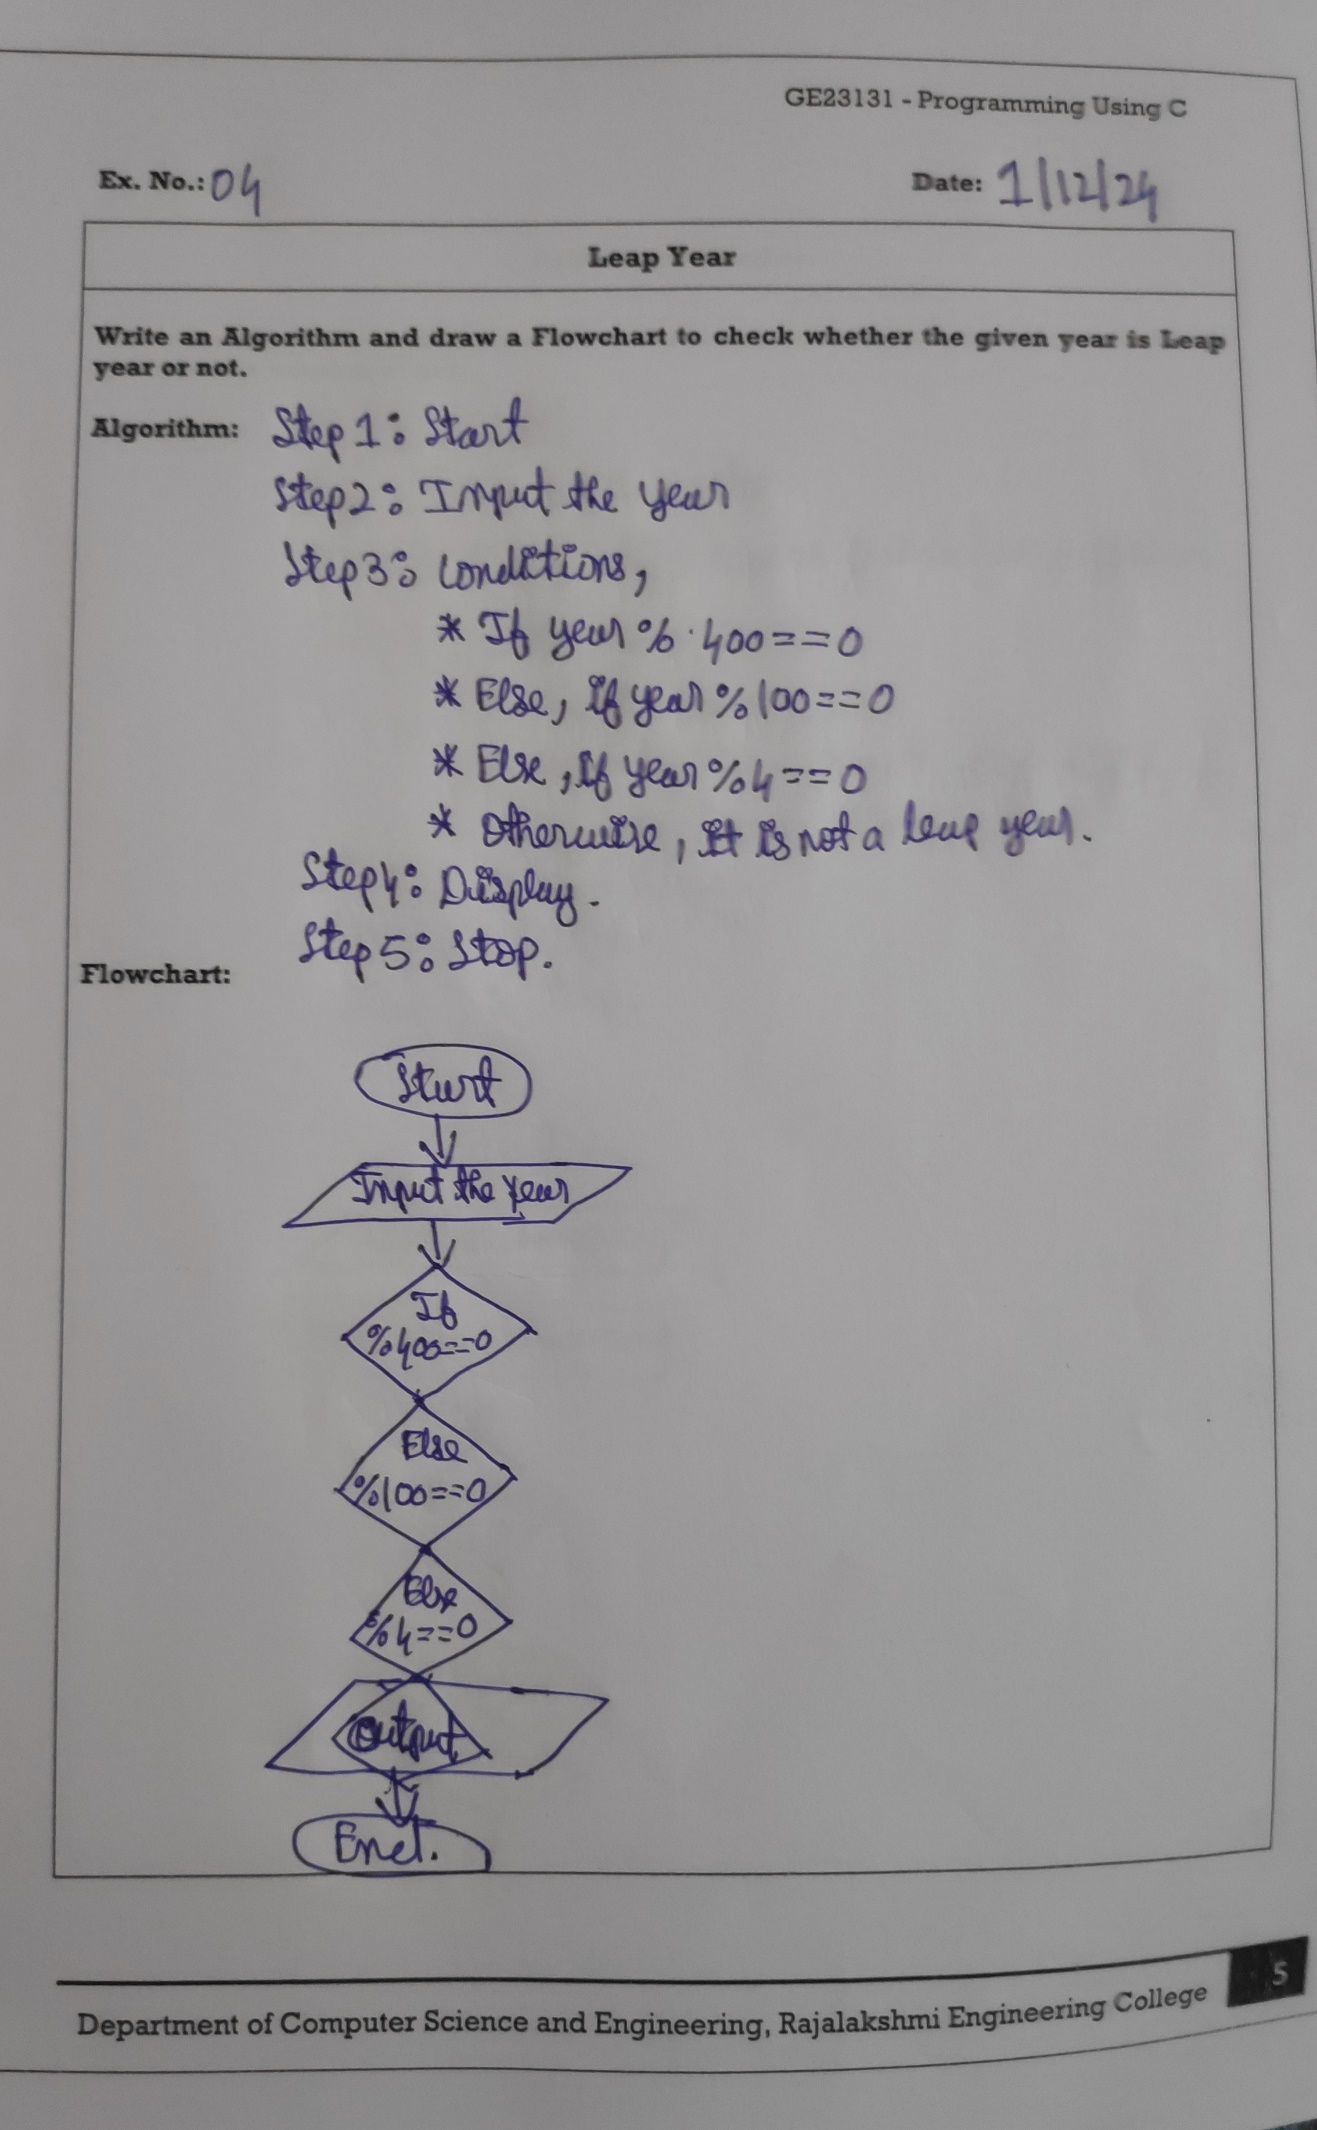 GE23131 - Programming Using C
Ex. No.: 04
Date: 1/12/24
Leap Year
Write an Algorithm and draw a Flowchart to check whether the given year is Leap
year or not.
Algorithm: Step 1: Start
Step 2: Input the year
Step 3: conditions,
* If year % 400 == 0
* Else, if year % 100 == 0
* Else, if year % 4 == 0
* Otherwise, it is not a leap year.
Step 4: Display.
Step 5: Stop.
Flowchart:
Start
Input the year
If
% 400 == 0
Else
% 100 == 0
Else
% 4 == 0
Output
End.
5
Department of Computer Science and Engineering, Rajalakshmi Engineering College